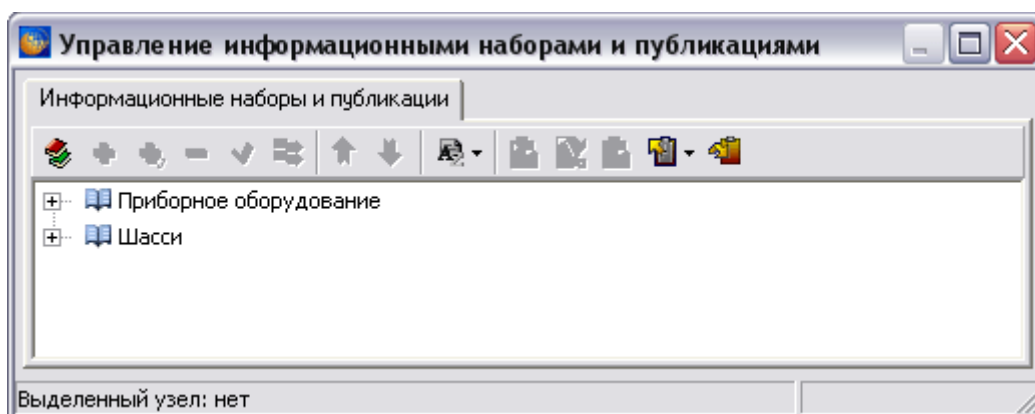 Управление информационными наборами и публикациями
Информационные наборы и публикации
Приборное оборудование
Шасси
Выделенный узел: нет